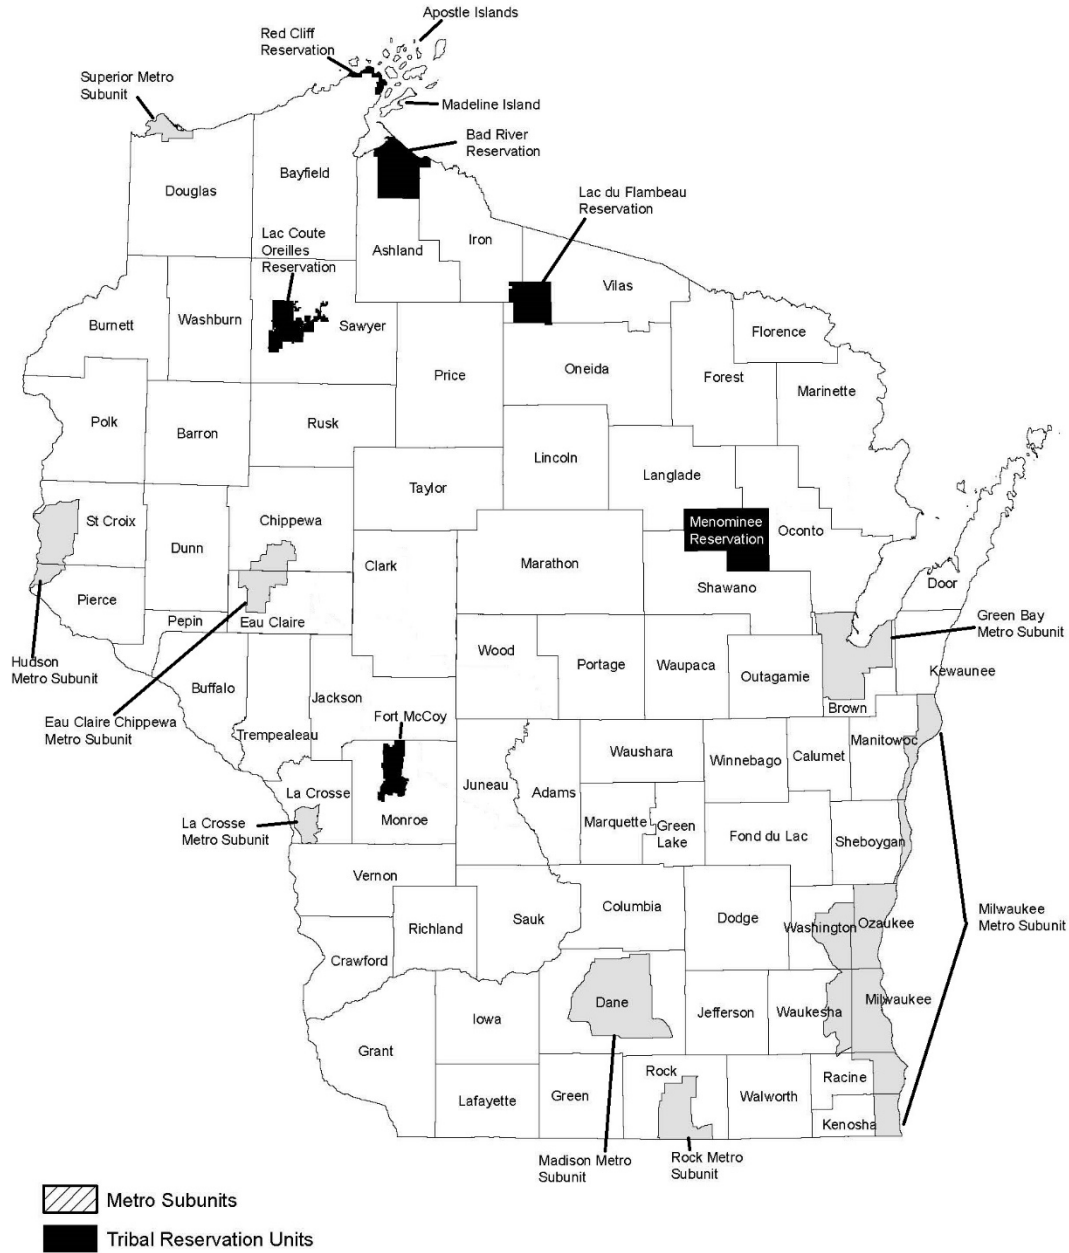 Apostle Islands
Red Cliff
Reservation
Superior Metro
Subunit
Madeline Island
Bad River
Reservation
Bayfield
Douglas
Lac du Flambeau
Reservation
Lac Coute
Oreilles
Reservation
Ashland
Iron
Vilas
Burnett
Washburn
Sawyer
Florence
Price
Oneida
Forest
Marinette
Polk
Barron
Rusk
Lincoln
Langlade
Taylor
St Croix
Chippewa
Menominee
Reservation
Oconto
Dunn
Clark
Marathon
Shawano
Door
Pierce
Pepin
Eau Claire
Green Bay
Metro Subunit
Hudson
Metro Subunit
Wood
Portage
Waupaca
Outagamie
Kewaunee
Buffalo
Jackson
Brown
Eau Claire Chippewa
Metro Subunit
Fort McCoy
Trempealeau
Waushara
Winnebago
Calumet
Manitowoc
Juneau
Adams
La Crosse
Monroe
Marquette
Green
Lake
Fond du Lac
Sheboygan
La Crosse
Metro Subunit
Vernon
Columbia
Dodge
Washington
Ozaukee
Milwaukee
Metro Subunit
Richland
Sauk
Crawford
Dane
Jefferson
Waukesha
Milwaukee
Iowa
Grant
Rock
Racine
Lafayette
Green
Walworth
Kenosha
Madison Metro
Subunit
Rock Metro
Subunit
Metro Subunits
Tribal Reservation Units